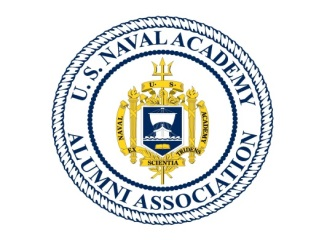 U. S. NAVAL ACADEMY
ALUMNI ASSOCIATION
U · S ·
NAVAL
ACADEMY
EX
TRIDENS
SCIENTIA